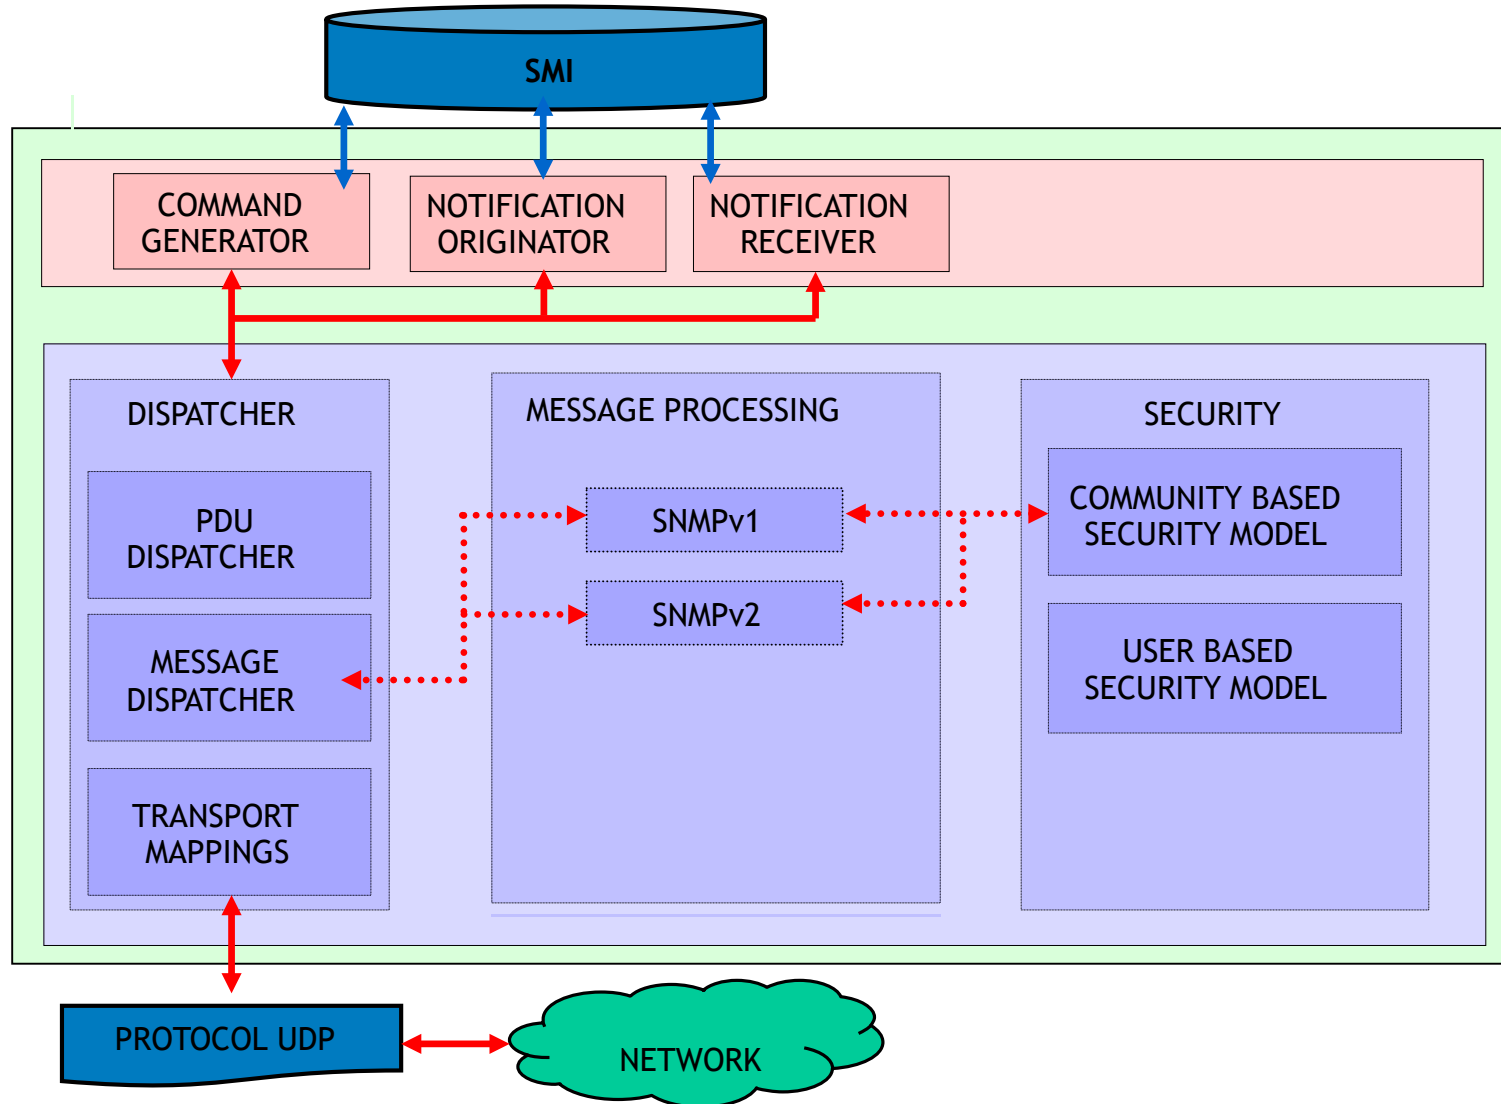 SMI
COMMAND
GENERATOR
NOTIFICATION
ORIGINATOR
NOTIFICATION
RECEIVER
DISPATCHER
PDU
DISPATCHER
MESSAGE
DISPATCHER
TRANSPORT
MAPPINGS
MESSAGE PROCESSING
SNMPv1
SNMPv2
SECURITY
COMMUNITY BASED
SECURITY MODEL
USER BASED
SECURITY MODEL
PROTOCOL UDP
NETWORK